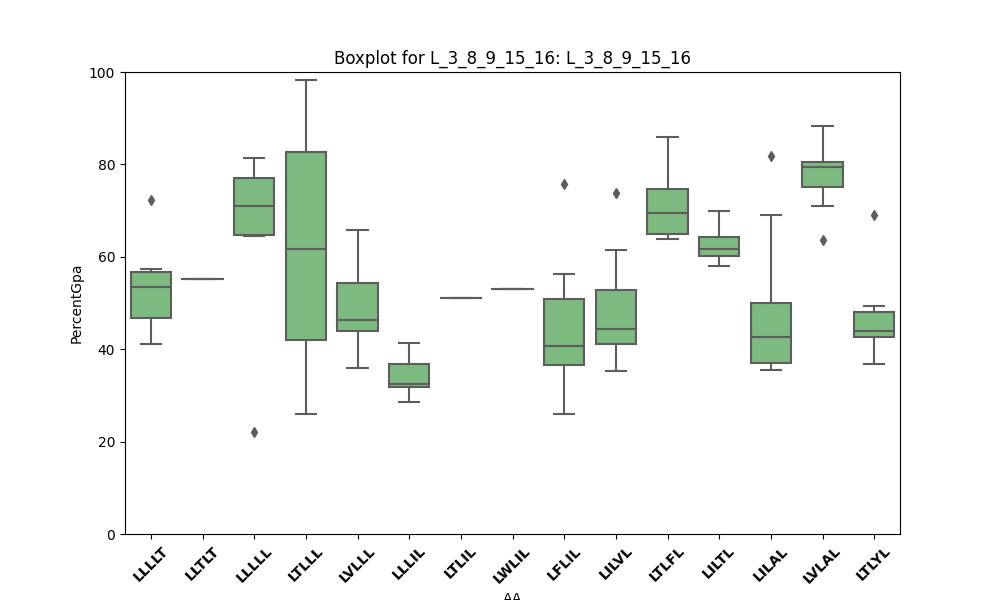 Boxplot for L_3_8_9_15_16: L_3_8_9_15_16
100
80
60
40
20
0
PercentGpa
LLLLT LLTLT LLLLL LTLLL LVLLL LLLIL LTLIL LWLIL LFLIL LILVL LTLFL LILTL LILAL LVLAL LTLYL
AA